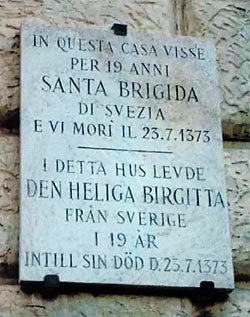 IN QUESTA CASA VISSE
PER 19 ANNI
SANTA BRIGIDA
DI SVEZIA
E VI MORÌ IL 23.7.1373
I DETTA HUS LEVDE
DEN HELIGA BIRGITTA
FRÅN SVERIGE
I 19 ÅR
INTILL SIN DÖD D.23.7.1373